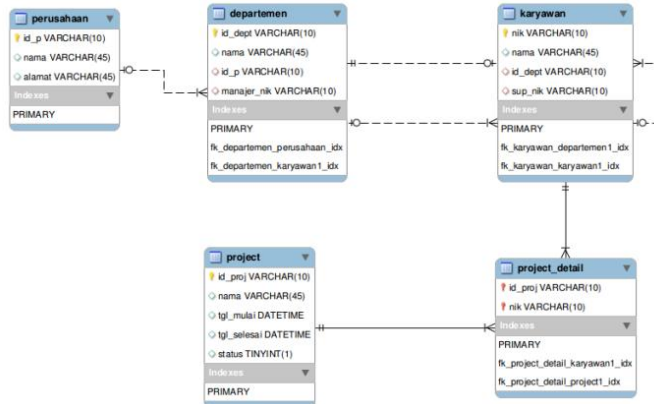 perusahaan
id_p VARCHAR(10)
nama VARCHAR(45)
alamat VARCHAR(45)
Indexes
PRIMARY
departemen
id_dept VARCHAR(10)
nama VARCHAR(45)
id_p VARCHAR(10)
manajer_nik VARCHAR(10)
Indexes
PRIMARY
fk_departemen_perusahaan_idx
fk_departemen_karyawan1_idx
karyawan
nik VARCHAR(10)
nama VARCHAR(45)
id_dept VARCHAR(10)
sup_nik VARCHAR(10)
Indexes
PRIMARY
fk_karyawan_departemen1_idx
fk_karyawan_karyawan1_idx
project
id_proj VARCHAR(10)
nama VARCHAR(45)
tgl_mulai DATETIME
tgl_selesai DATETIME
status TINYINT(1)
Indexes
PRIMARY
project_detail
id_proj VARCHAR(10)
nik VARCHAR(10)
Indexes
PRIMARY
fk_project_detail_karyawan1_idx
fk_project_detail_project1_idx